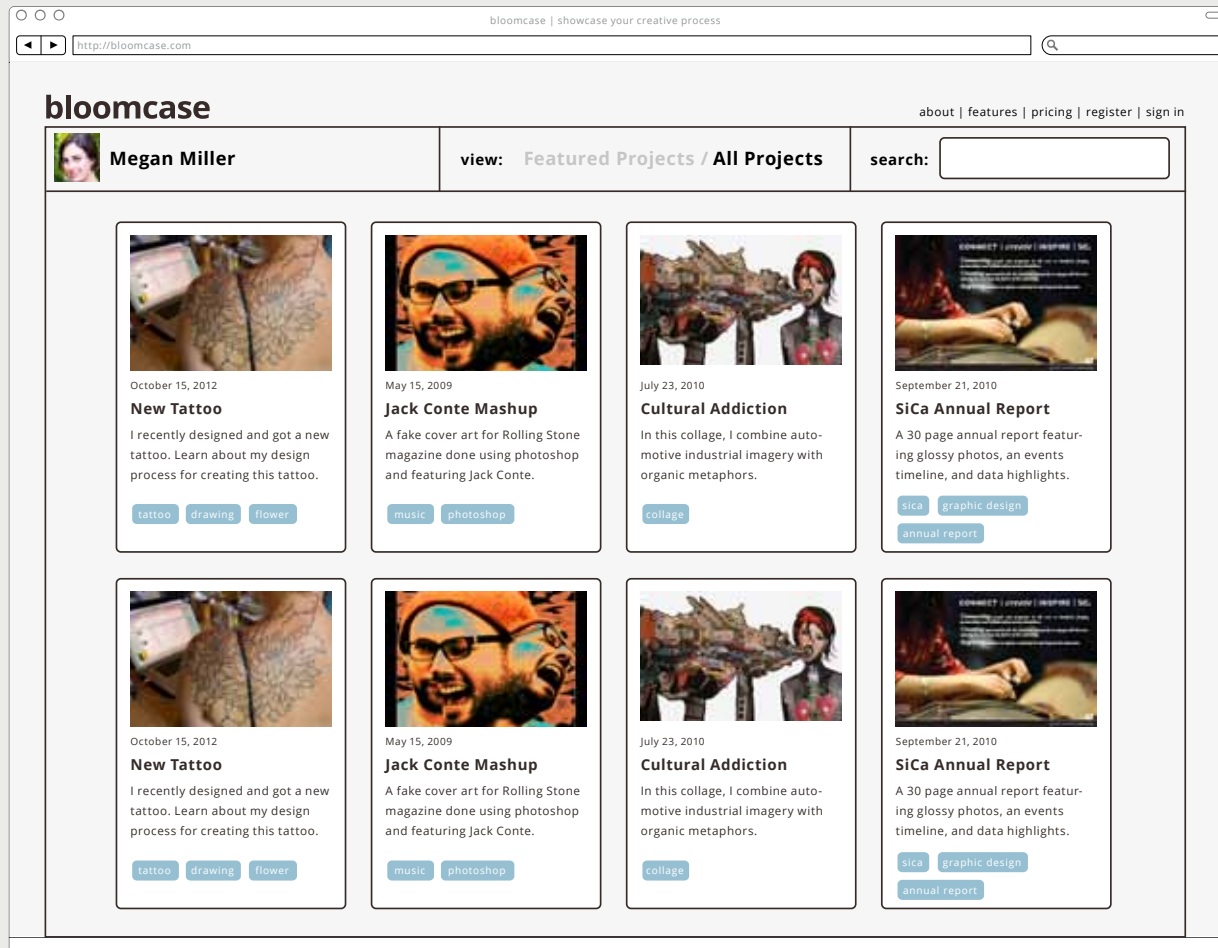 bloomcase | showcase your creative process
http://bloomcase.com
bloomcase
about | features | pricing | register | sign in
Megan Miller
view: Featured Projects / All Projects
search:
October 15, 2012
New Tattoo
I recently designed and got a new
tattoo. Learn about my design
process for creating this tattoo.
tattoo drawing flower
May 15, 2009
Jack Conte Mashup
A fake cover art for Rolling Stone
magazine done using photoshop
and featuring Jack Conte.
music photoshop
July 23, 2010
Cultural Addiction
In this collage, I combine auto-
motive industrial imagery with
organic metaphors.
collage
CONNECT | create | INSPIRE |
September 21, 2010
SiCa Annual Report
A 30 page annual report featur-
ing glossy photos, an events
timeline, and data highlights.
sica graphic design
annual report
October 15, 2012
New Tattoo
I recently designed and got a new
tattoo. Learn about my design
process for creating this tattoo.
tattoo drawing flower
May 15, 2009
Jack Conte Mashup
A fake cover art for Rolling Stone
magazine done using photoshop
and featuring Jack Conte.
music photoshop
July 23, 2010
Cultural Addiction
In this collage, I combine auto-
motive industrial imagery with
organic metaphors.
collage
CONNECT | create | INSPIRE |
September 21, 2010
SiCa Annual Report
A 30 page annual report featur-
ing glossy photos, an events
timeline, and data highlights.
sica graphic design
annual report